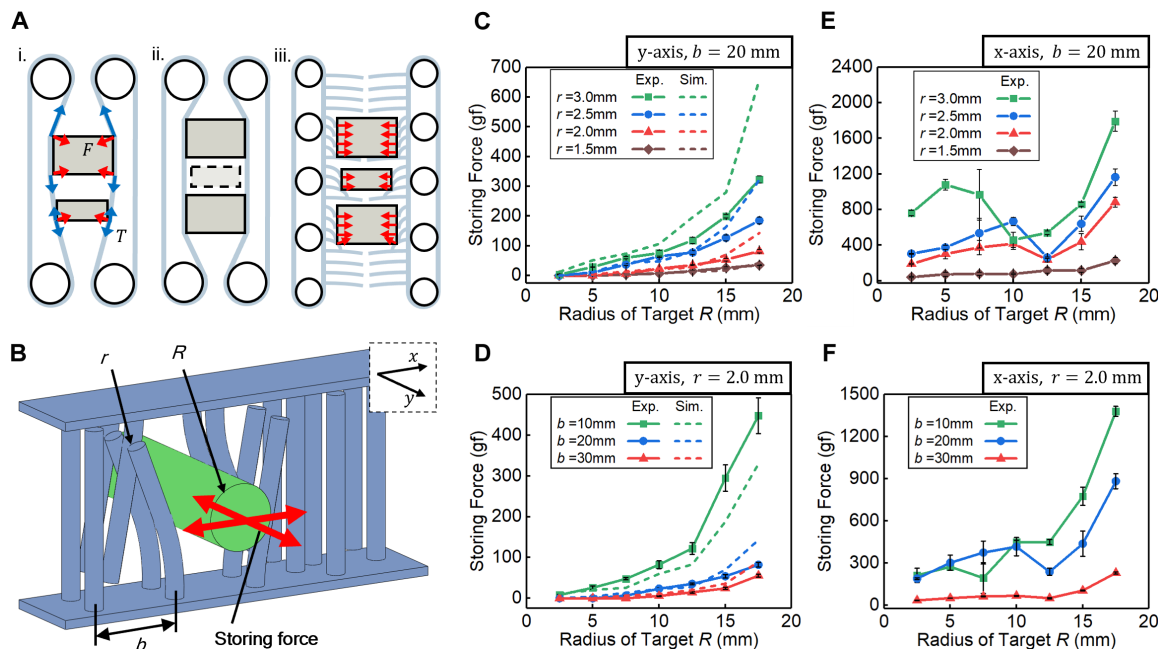 A
i.
ii.
iii.
F
T
B
r
R
x
y
b
Storing force
C
y-axis, b = 20 mm
Storing Force (gf)
700
600
500
400
300
200
100
0
Exp. Sim.
r =3.0mm
r =2.5mm
r =2.0mm
r =1.5mm
0 5 10 15 20
Radius of Target R (mm)
D
y-axis, r = 2.0 mm
Storing Force (gf)
500
400
300
200
100
0
Exp. Sim.
b =10mm
b =20mm
b =30mm
0 5 10 15 20
Radius of Target R (mm)
E
x-axis, b = 20 mm
Storing Force (gf)
2400
2000
1600
1200
800
400
0
Exp.
r =3.0mm
r =2.5mm
r =2.0mm
r =1.5mm
0 5 10 15 20
Radius of Target R (mm)
F
x-axis, r = 2.0 mm
Storing Force (gf)
1500
1200
900
600
300
0
Exp.
b =10mm
b =20mm
b =30mm
0 5 10 15 20
Radius of Target R (mm)